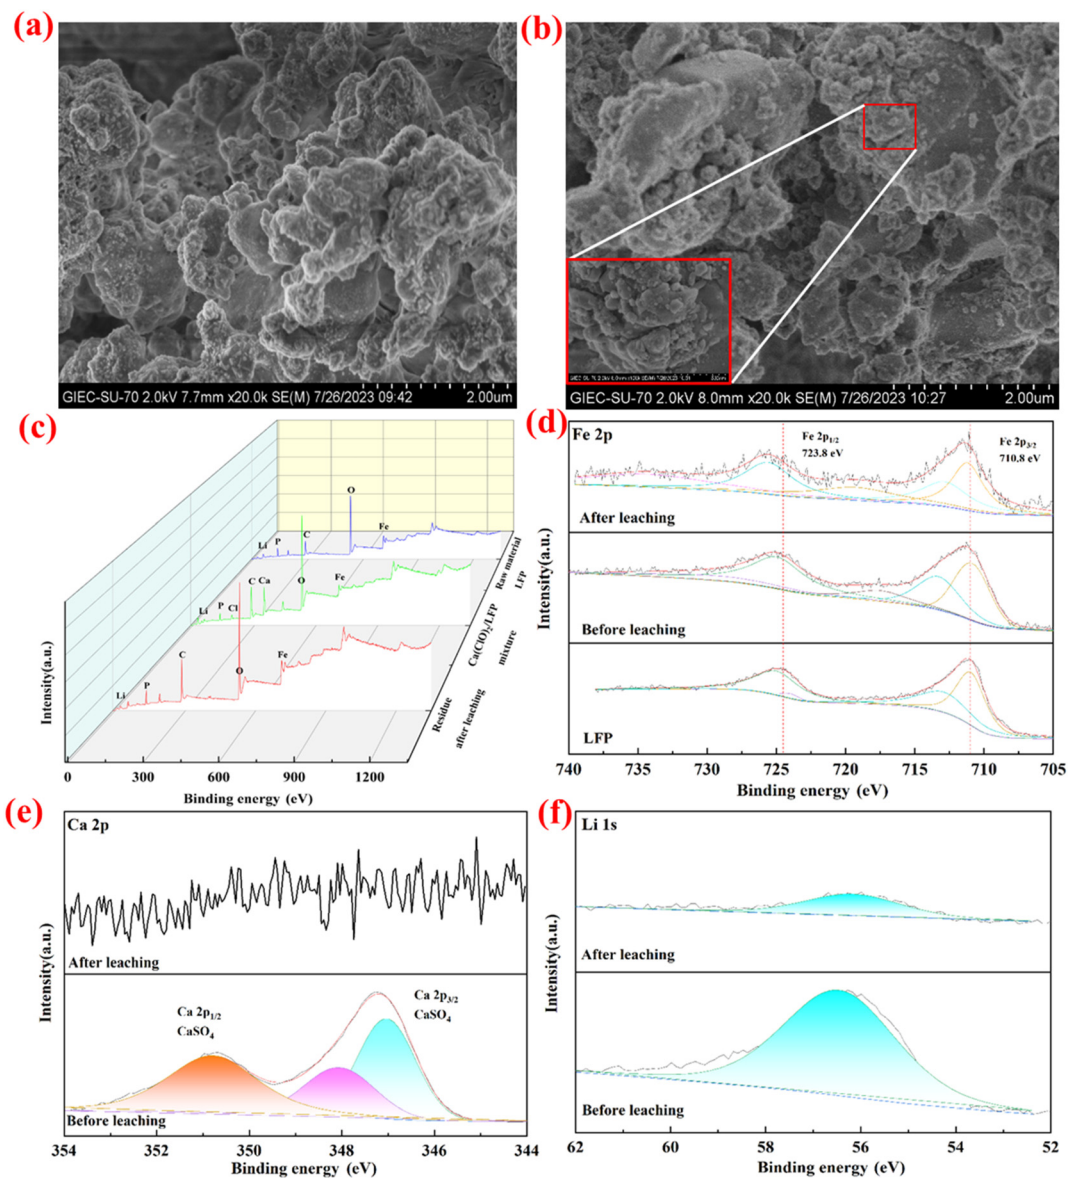 (a)
GIEC-SU-70 2.0kV 7.7mm x20.0k SE(M) 7/26/2023 09:42
2.00um
(b)
GIEC-SU-70 2.0kV 8.0mm x20.0k SE(M) 7/26/2023 10:27
2.00um
(c)
Intensity(a.u.)
Li P C O Fe
Li P Cl C Ca O Fe
Li P C O Fe
Raw material
LFP
Ca(ClO)2/LFP
mixture
Residue
after leaching
0 300 600 900 1200
Binding energy (eV)
(d)
Fe 2p
Fe 2p1/2
723.8 eV
Fe 2p3/2
710.8 eV
After leaching
Before leaching
LFP
Intensity(a.u.)
740 735 730 725 720 715 710 705
Binding energy (eV)
(e)
Ca 2p
After leaching
Ca 2p1/2
CaSO4
Ca 2p3/2
CaSO4
Before leaching
Intensity(a.u.)
354 352 350 348 346 344
Binding energy (eV)
(f)
Li 1s
After leaching
Before leaching
Intensity(a.u.)
62 60 58 56 54 52
Binding energy (eV)